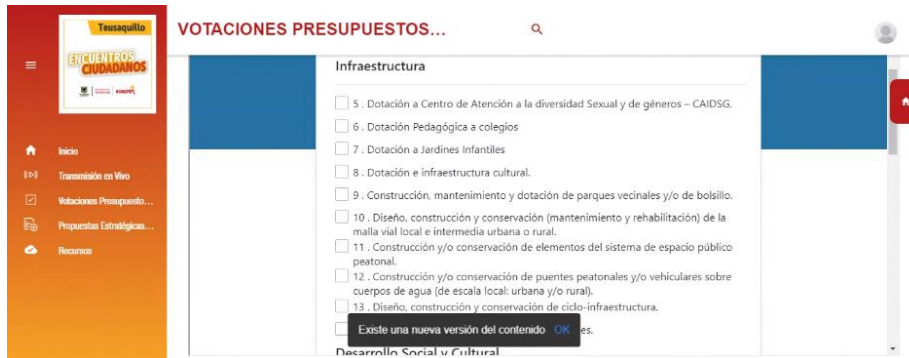 Teusaquillo
VOTACIONES PRESUPUESTOS...
ENCUENTROS
CIUDADANOS
BOGOTÁ
Infraestructura
5 . Dotación a Centro de Atención a la diversidad Sexual y de géneros – CAIDSG.
6 . Dotación Pedagógica a colegios
7 . Dotación a Jardines Infantiles
8 . Dotación e infraestructura cultural.
9 . Construcción, mantenimiento y dotación de parques vecinales y/o de bolsillo.
10 . Diseño, construcción y conservación (mantenimiento y rehabilitación) de la
malla vial local e intermedia urbana o rural.
11 . Construcción y/o conservación de elementos del sistema de espacio público
peatonal.
12 . Construcción y/o conservación de puentes peatonales y/o vehiculares sobre
cuerpos de agua (de escala local: urbana y/o rural).
13 . Diseño, construcción y conservación de ciclo-infraestructura.
es.
Existe una nueva versión del contenido OK
Desarrollo Social y Cultural
Inicio
Transmisión en Vivo
Votaciones Presupuesto...
Propuestas Estratégicas...
Recursos